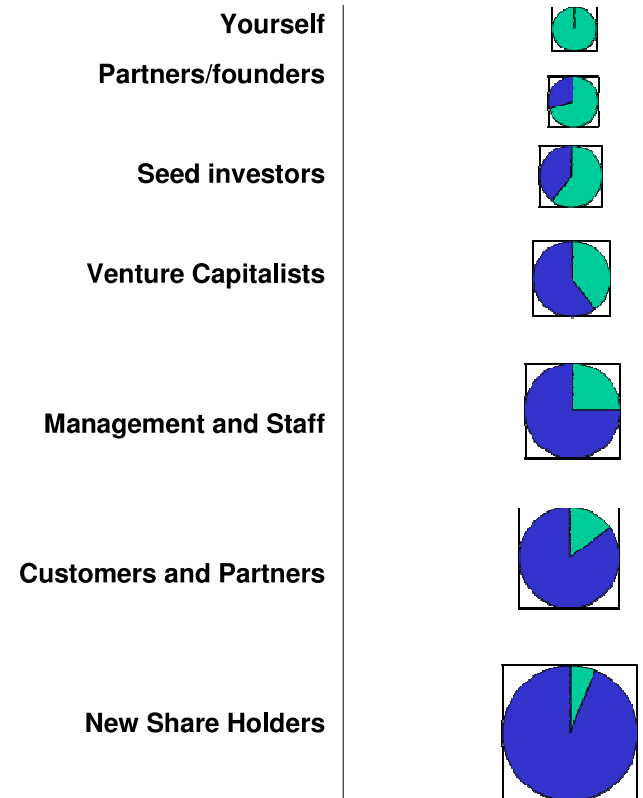 Yourself
Partners/founders
Seed investors
Venture Capitalists
Management and Staff
Customers and Partners
New Share Holders